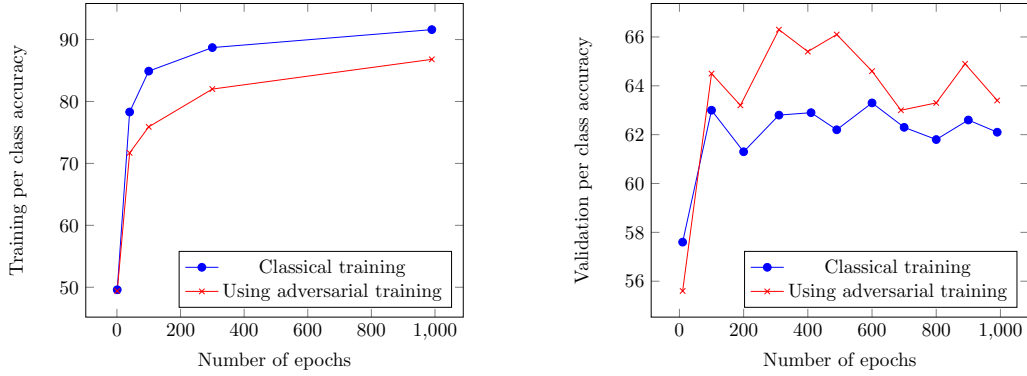 Training per class accuracy
90
80
70
60
50
0
200
400
600
800
1,000
Number of epochs
Classical training
Using adversarial training
Validation per class accuracy
66
64
62
60
58
56
0
200
400
600
800
1,000
Number of epochs
Classical training
Using adversarial training